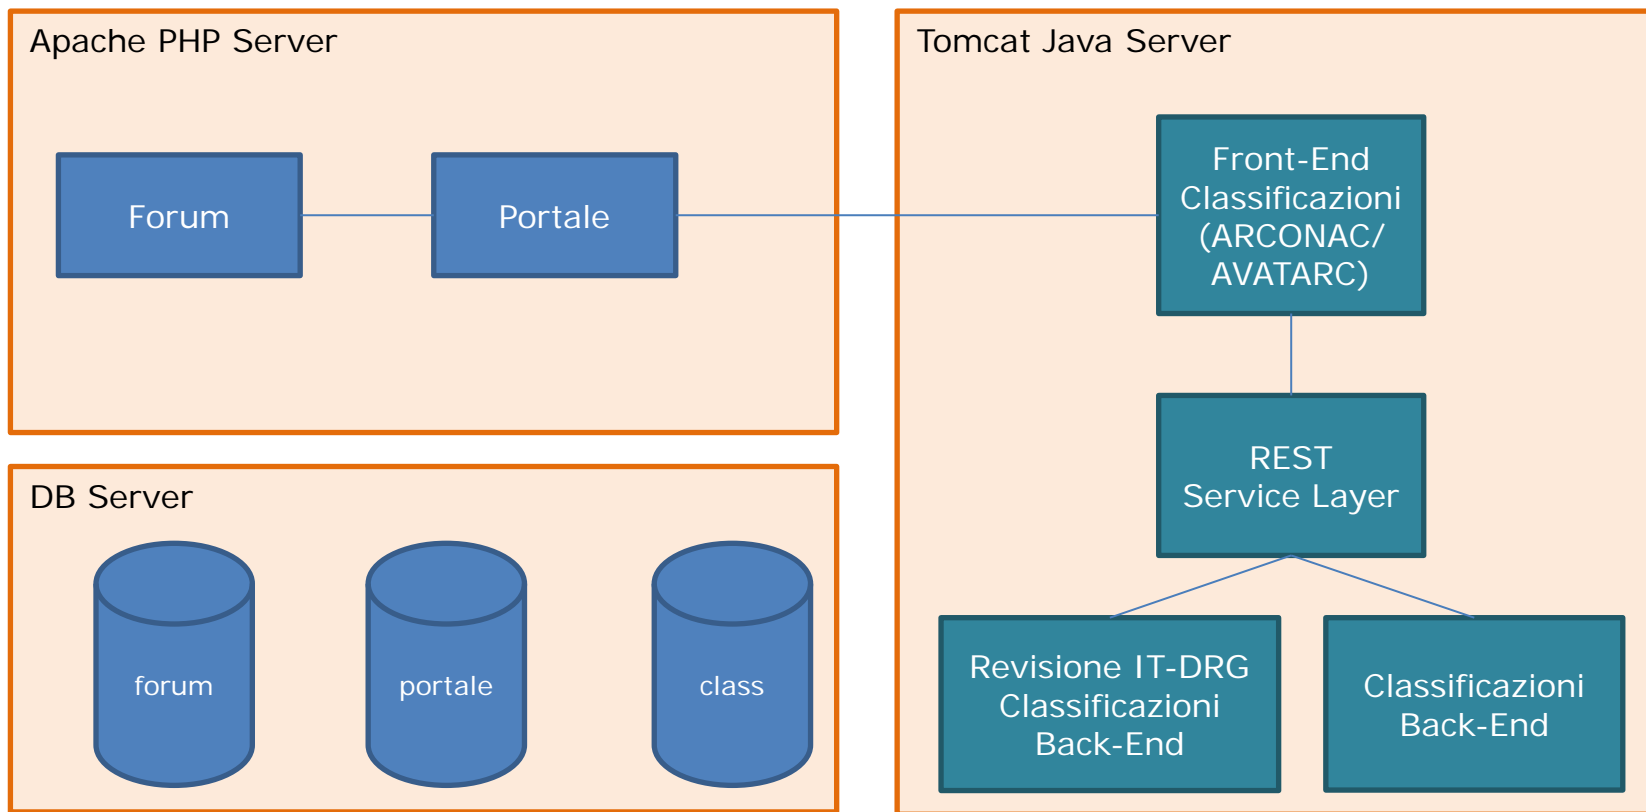 Apache PHP Server
Forum
Portale
DB Server
forum
portale
class
Tomcat Java Server
Front-End
Classificazioni
(ARCONAC/
AVATARC)
REST
Service Layer
Revisione IT-DRG
Classificazioni
Back-End
Classificazioni
Back-End